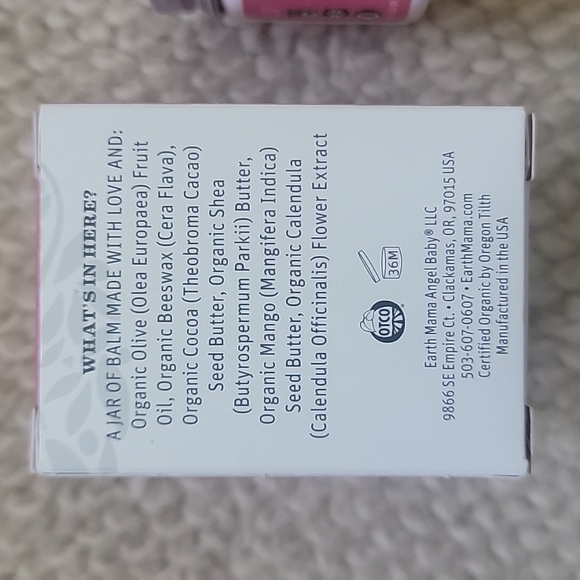 WHAT'S IN HERE?
A JAR OF BALM MADE WITH LOVE AND:
Organic Olive (Olea Europaea) Fruit
Oil, Organic Beeswax (Cera Flava),
Organic Cocoa (Theobroma Cacao)
Seed Butter, Organic Shea
(Butyrospermum Parkii) Butter,
Organic Mango (Mangifera Indica)
Seed Butter, Organic Calendula
(Calendula Officinalis) Flower Extract
OTCO
36M
Earth Mama Angel Baby® LLC
9866 SE Empire Ct. • Clackamas, OR, 97015 USA
503-607-0607 • EarthMama.com
Certified Organic by Oregon Tilth
Manufactured in the USA